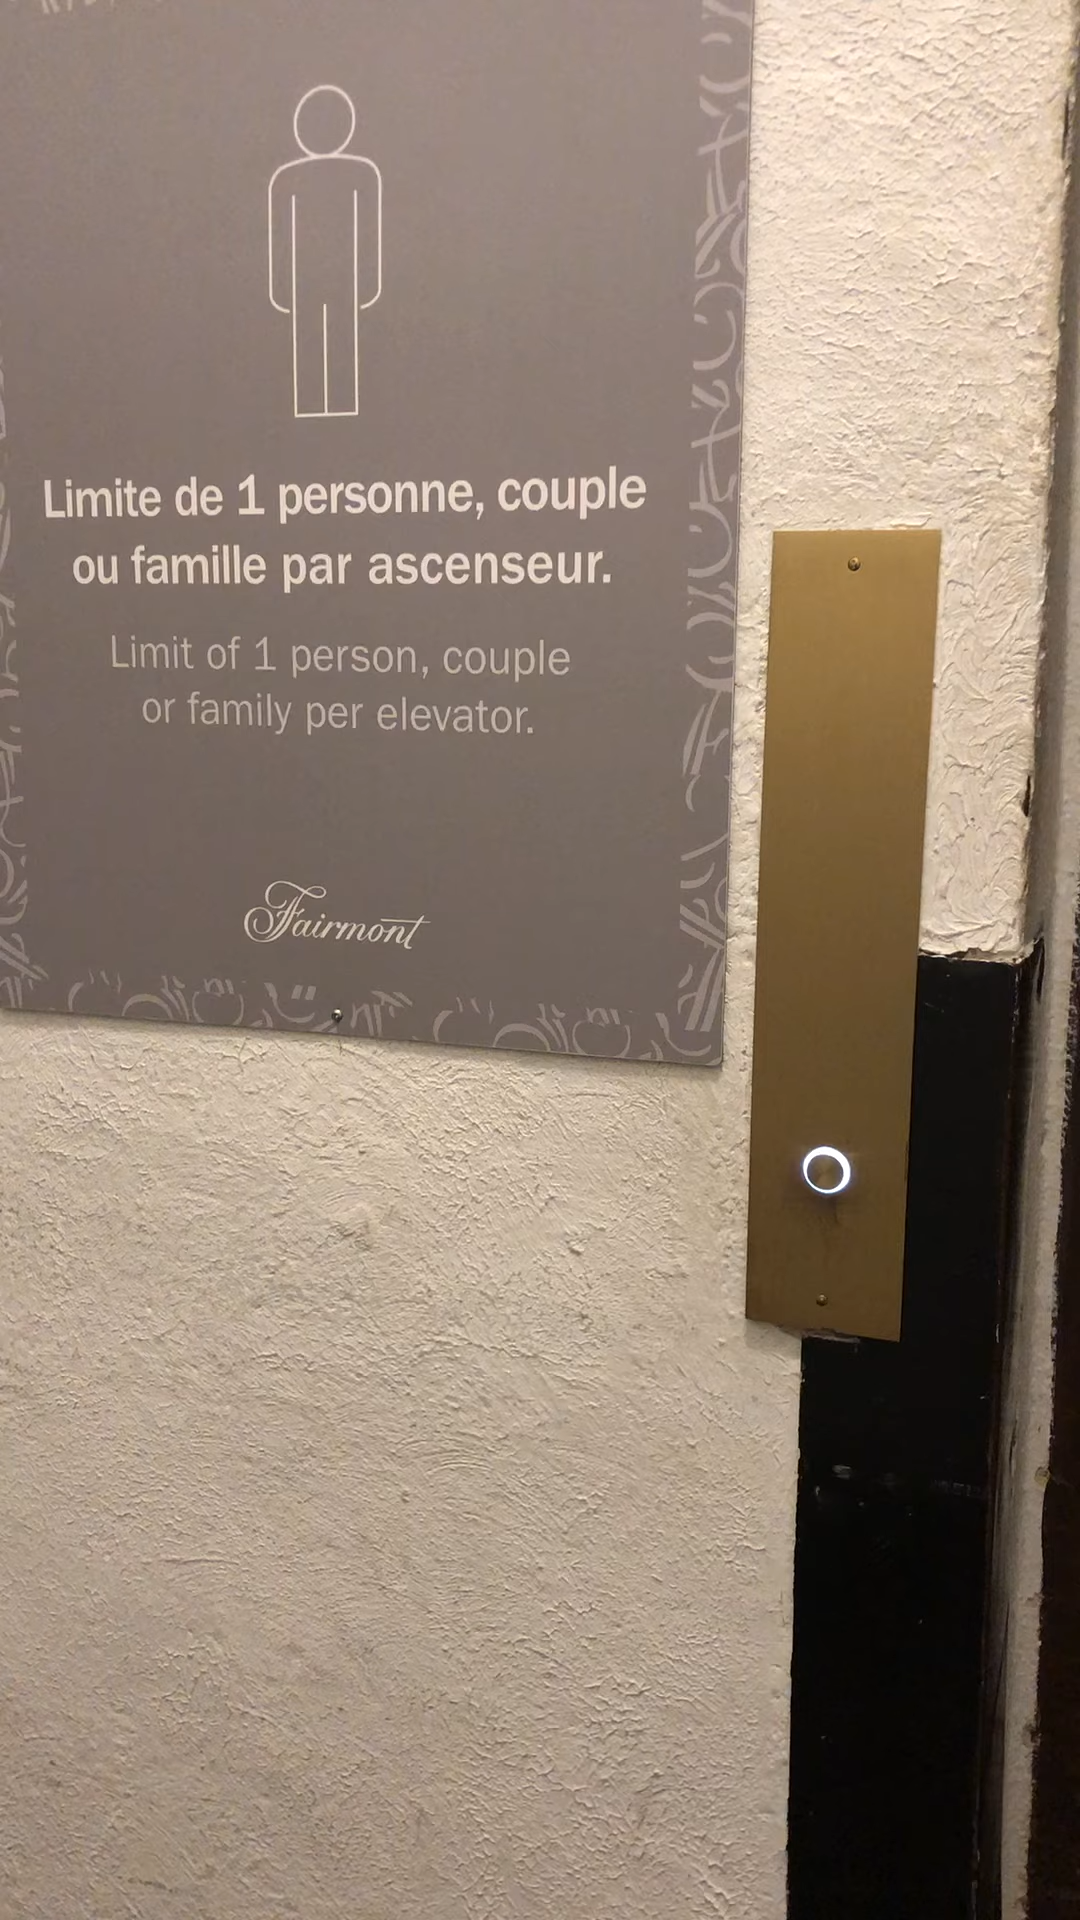 Limite de 1 personne, couple
ou famille par ascenseur.
Limit of 1 person, couple
or family per elevator.
Fairmont